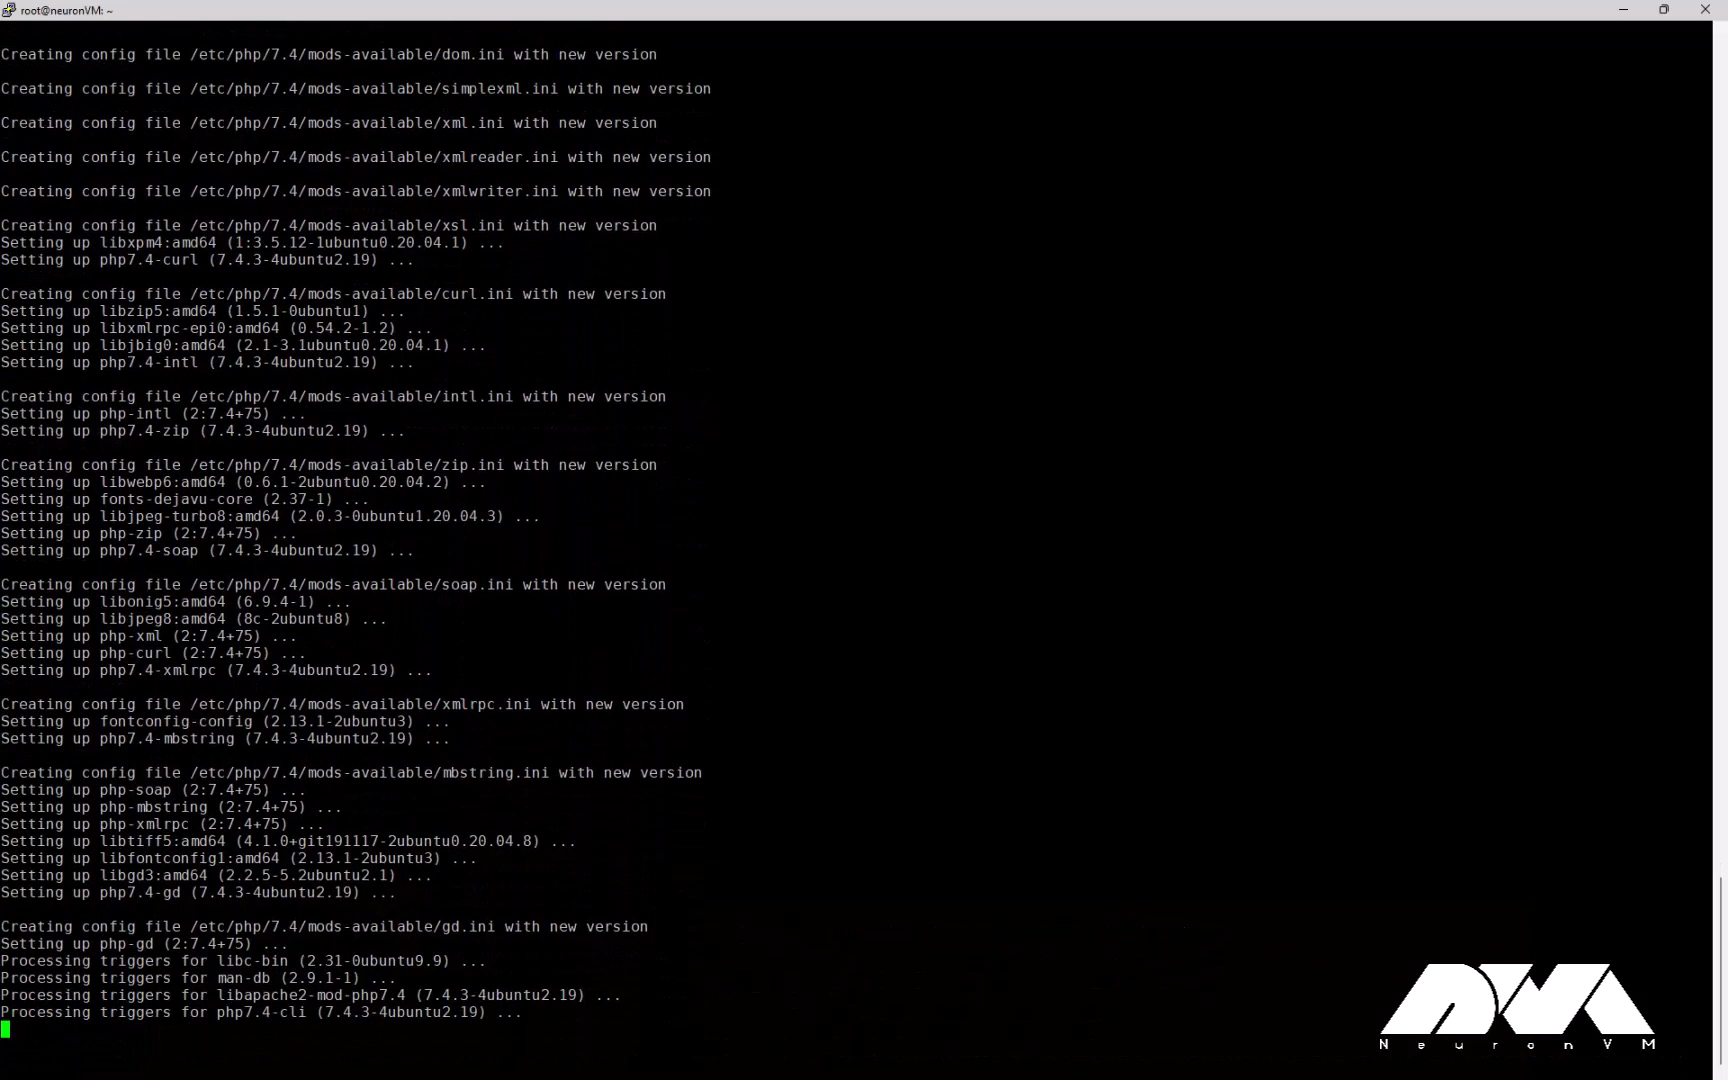 root@neuronVM: ~
Creating config file /etc/php/7.4/mods-available/dom.ini with new version
Creating config file /etc/php/7.4/mods-available/simplexml.ini with new version
Creating config file /etc/php/7.4/mods-available/xml.ini with new version
Creating config file /etc/php/7.4/mods-available/xmlreader.ini with new version
Creating config file /etc/php/7.4/mods-available/xmlwriter.ini with new version
Creating config file /etc/php/7.4/mods-available/xsl.ini with new version
Setting up libxpm4:amd64 (1:3.5.12-1ubuntu0.20.04.1) ...
Setting up php7.4-curl (7.4.3-4ubuntu2.19) ...
Creating config file /etc/php/7.4/mods-available/curl.ini with new version
Setting up libzip5:amd64 (1.5.1-0ubuntu1) ...
Setting up libxmlrpc-epi0:amd64 (0.54.2-1.2) ...
Setting up libjbig0:amd64 (2.1-3.1ubuntu0.20.04.1) ...
Setting up php7.4-intl (7.4.3-4ubuntu2.19) ...
Creating config file /etc/php/7.4/mods-available/intl.ini with new version
Setting up php-intl (2:7.4+75) ...
Setting up php7.4-zip (7.4.3-4ubuntu2.19) ...
Creating config file /etc/php/7.4/mods-available/zip.ini with new version
Setting up libwebp6:amd64 (0.6.1-2ubuntu0.20.04.2) ...
Setting up fonts-dejavu-core (2.37-1) ...
Setting up libjpeg-turbo8:amd64 (2.0.3-0ubuntu1.20.04.3) ...
Setting up php-zip (2:7.4+75) ...
Setting up php7.4-soap (7.4.3-4ubuntu2.19) ...
Creating config file /etc/php/7.4/mods-available/soap.ini with new version
Setting up libonig5:amd64 (6.9.4-1) ...
Setting up libjpeg8:amd64 (8c-2ubuntu8) ...
Setting up php-xml (2:7.4+75) ...
Setting up php-curl (2:7.4+75) ...
Setting up php7.4-xmlrpc (7.4.3-4ubuntu2.19) ...
Creating config file /etc/php/7.4/mods-available/xmlrpc.ini with new version
Setting up fontconfig-config (2.13.1-2ubuntu3) ...
Setting up php7.4-mbstring (7.4.3-4ubuntu2.19) ...
Creating config file /etc/php/7.4/mods-available/mbstring.ini with new version
Setting up php-soap (2:7.4+75) ...
Setting up php-mbstring (2:7.4+75) ...
Setting up php-xmlrpc (2:7.4+75) ...
Setting up libtiff5:amd64 (4.1.0+git191117-2ubuntu0.20.04.8) ...
Setting up libfontconfig1:amd64 (2.13.1-2ubuntu3) ...
Setting up libgd3:amd64 (2.2.5-5.2ubuntu2.1) ...
Setting up php7.4-gd (7.4.3-4ubuntu2.19) ...
Creating config file /etc/php/7.4/mods-available/gd.ini with new version
Setting up php-gd (2:7.4+75) ...
Processing triggers for libc-bin (2.31-0ubuntu9.9) ...
Processing triggers for man-db (2.9.1-1) ...
Processing triggers for libapache2-mod-php7.4 (7.4.3-4ubuntu2.19) ...
Processing triggers for php7.4-cli (7.4.3-4ubuntu2.19) ...
NeuronVM